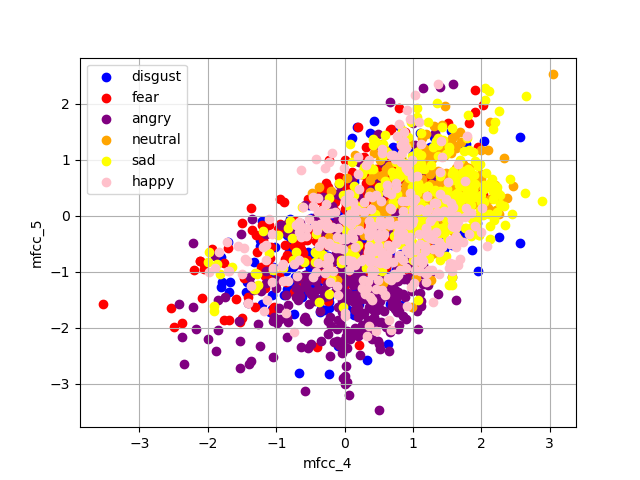 disgust
fear
angry
neutral
sad
happy
2
1
0
−1
−2
−3
mfcc_5
−3 −2 −1 0 1 2 3
mfcc_4